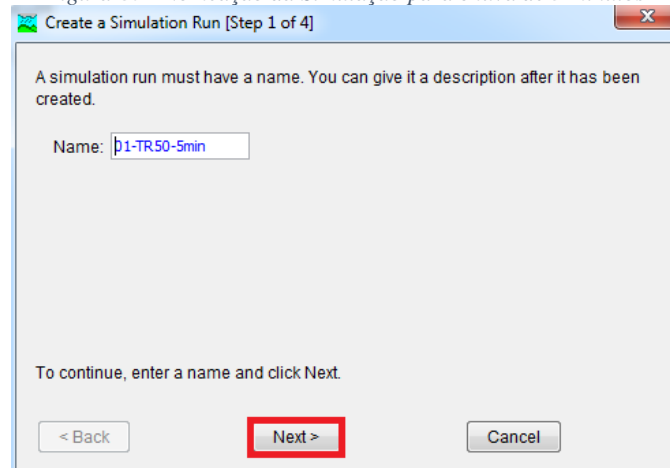 Create a Simulation Run [Step 1 of 4]
A simulation run must have a name. You can give it a description after it has been
created.
Name: 01-TR50-5min
To continue, enter a name and click Next.
< Back Next > Cancel